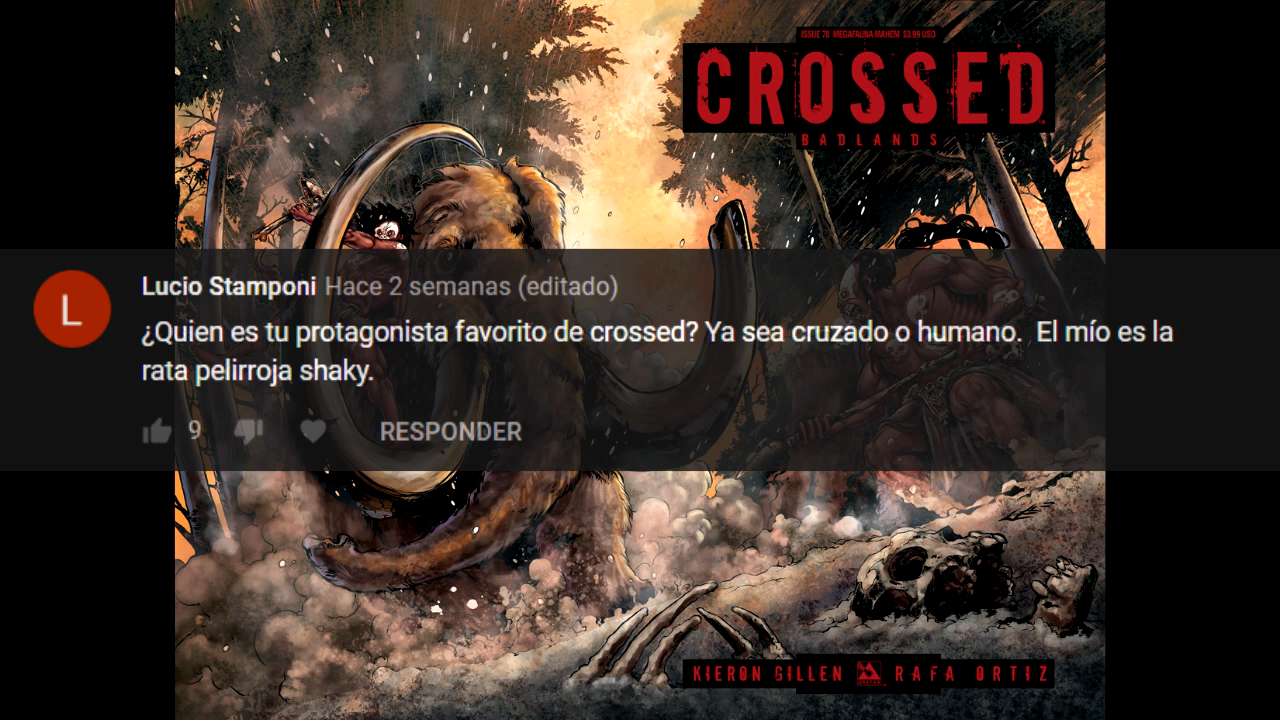 ISSUE 78 MEGAFAUNA MAHEM $3.99 USD
CROSSED
BADLANDS
L
Lucio Stamponi Hace 2 semanas (editado)
¿Quien es tu protagonista favorito de crossed? Ya sea cruzado o humano. El mío es la
rata pelirroja shaky.
9 RESPONDER
KIERON GILLEN RAFA ORTIZ